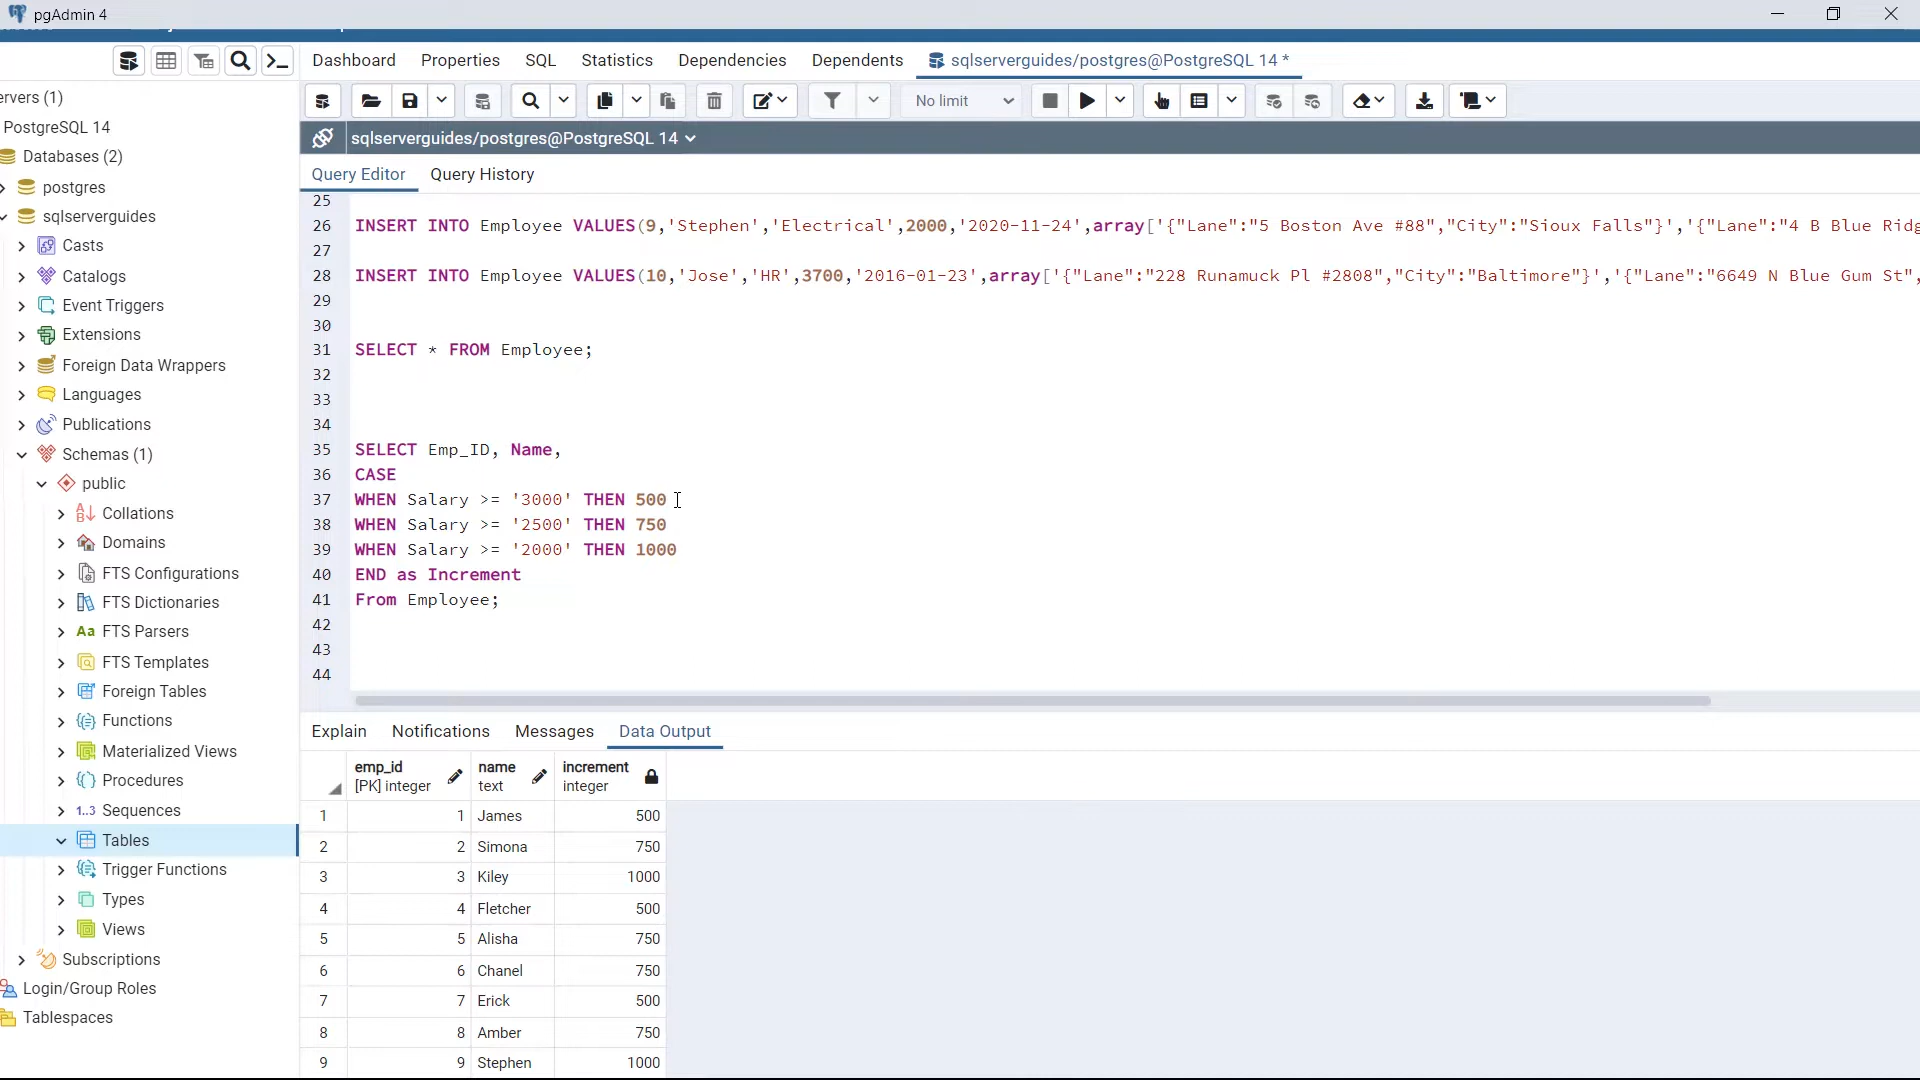 pgAdmin 4
Dashboard Properties SQL Statistics Dependencies Dependents sqlserverguides/postgres@PostgreSQL 14 *
No limit
sqlserverguides/postgres@PostgreSQL 14
Query Editor Query History
ervers (1)
PostgreSQL 14
Databases (2)
postgres
sqlserverguides
Casts
Catalogs
Event Triggers
Extensions
Foreign Data Wrappers
Languages
Publications
Schemas (1)
public
Collations
Domains
FTS Configurations
FTS Dictionaries
Aa FTS Parsers
FTS Templates
Foreign Tables
Functions
Materialized Views
Procedures
1..3 Sequences
Tables
Trigger Functions
Types
Views
Subscriptions
Login/Group Roles
Tablespaces
25
26 INSERT INTO Employee VALUES(9,'Stephen','Electrical',2000,'2020-11-24',array['{"Lane":"5 Boston Ave #88","City":"Sioux Falls"}','{"Lane":"4 B Blue Ridg
27
28 INSERT INTO Employee VALUES(10,'Jose','HR',3700,'2016-01-23',array['{"Lane":"228 Runamuck Pl #2808","City":"Baltimore"}','{"Lane":"6649 N Blue Gum St",
29
30
31 SELECT * FROM Employee;
32
33
34
35 SELECT Emp_ID, Name,
36 CASE
37 WHEN Salary >= '3000' THEN 500
38 WHEN Salary >= '2500' THEN 750
39 WHEN Salary >= '2000' THEN 1000
40 END as Increment
41 From Employee;
42
43
44
Explain Notifications Messages Data Output
emp_id name increment
[PK] integer text integer
1 1 James 500
2 2 Simona 750
3 3 Kiley 1000
4 4 Fletcher 500
5 5 Alisha 750
6 6 Chanel 750
7 7 Erick 500
8 8 Amber 750
9 9 Stephen 1000